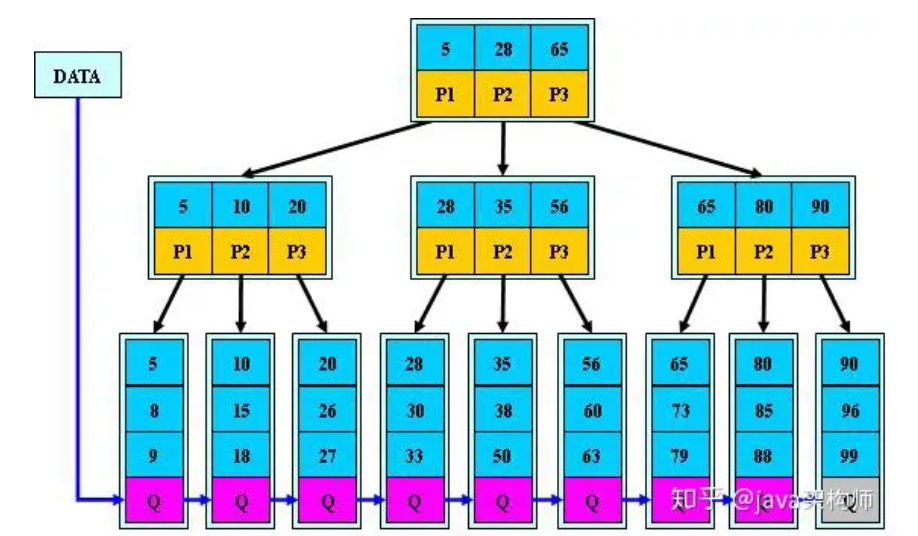 5 28 65
DATA
P1 P2 P3
5 10 20 28 35 56 65 80 90
P1 P2 P3 P1 P2 P3 P1 P2 P3
5 10 20 28 35 56 65 80 90
8 15 26 30 38 60 73 85 96
9 18 27 33 50 63 79 88 99
Q Q Q Q Q Q Q Q Q
知乎 @java架构师